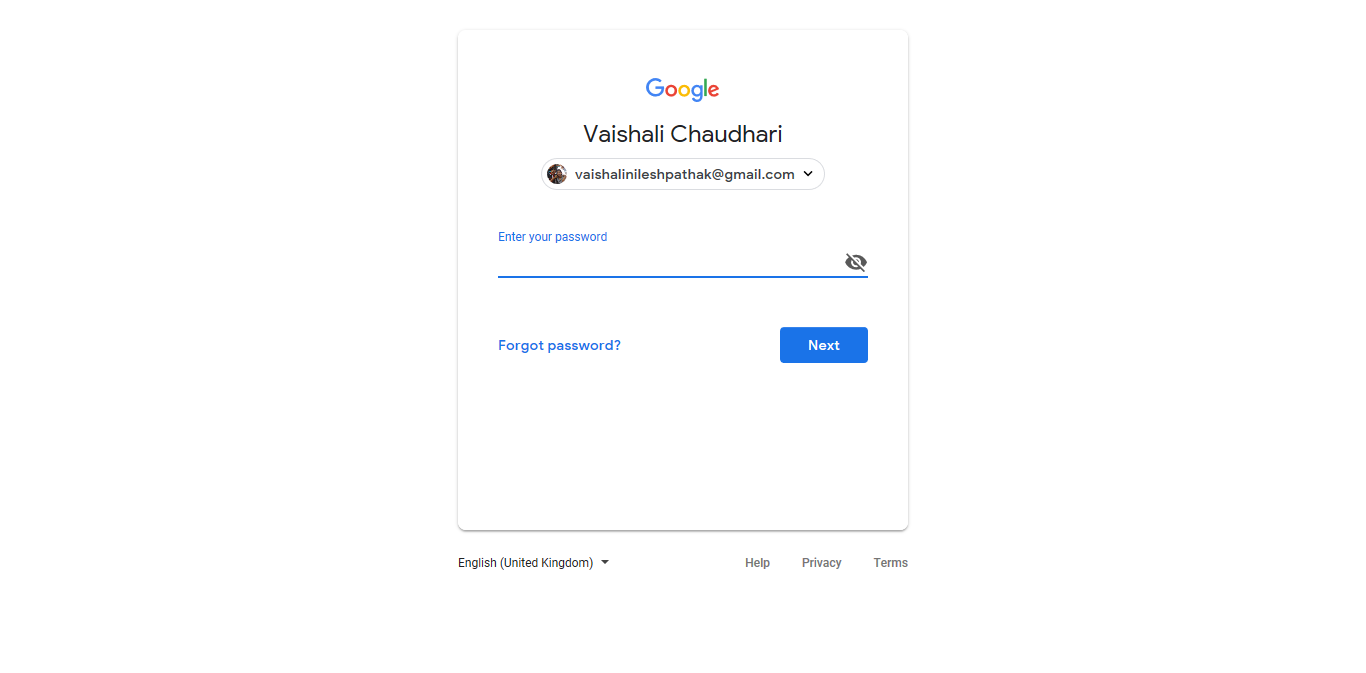 Google
Vaishali Chaudhari
vaishalinileshpathak@gmail.com
Enter your password
Forgot password?
Next
English (United Kingdom)
Help
Privacy
Terms